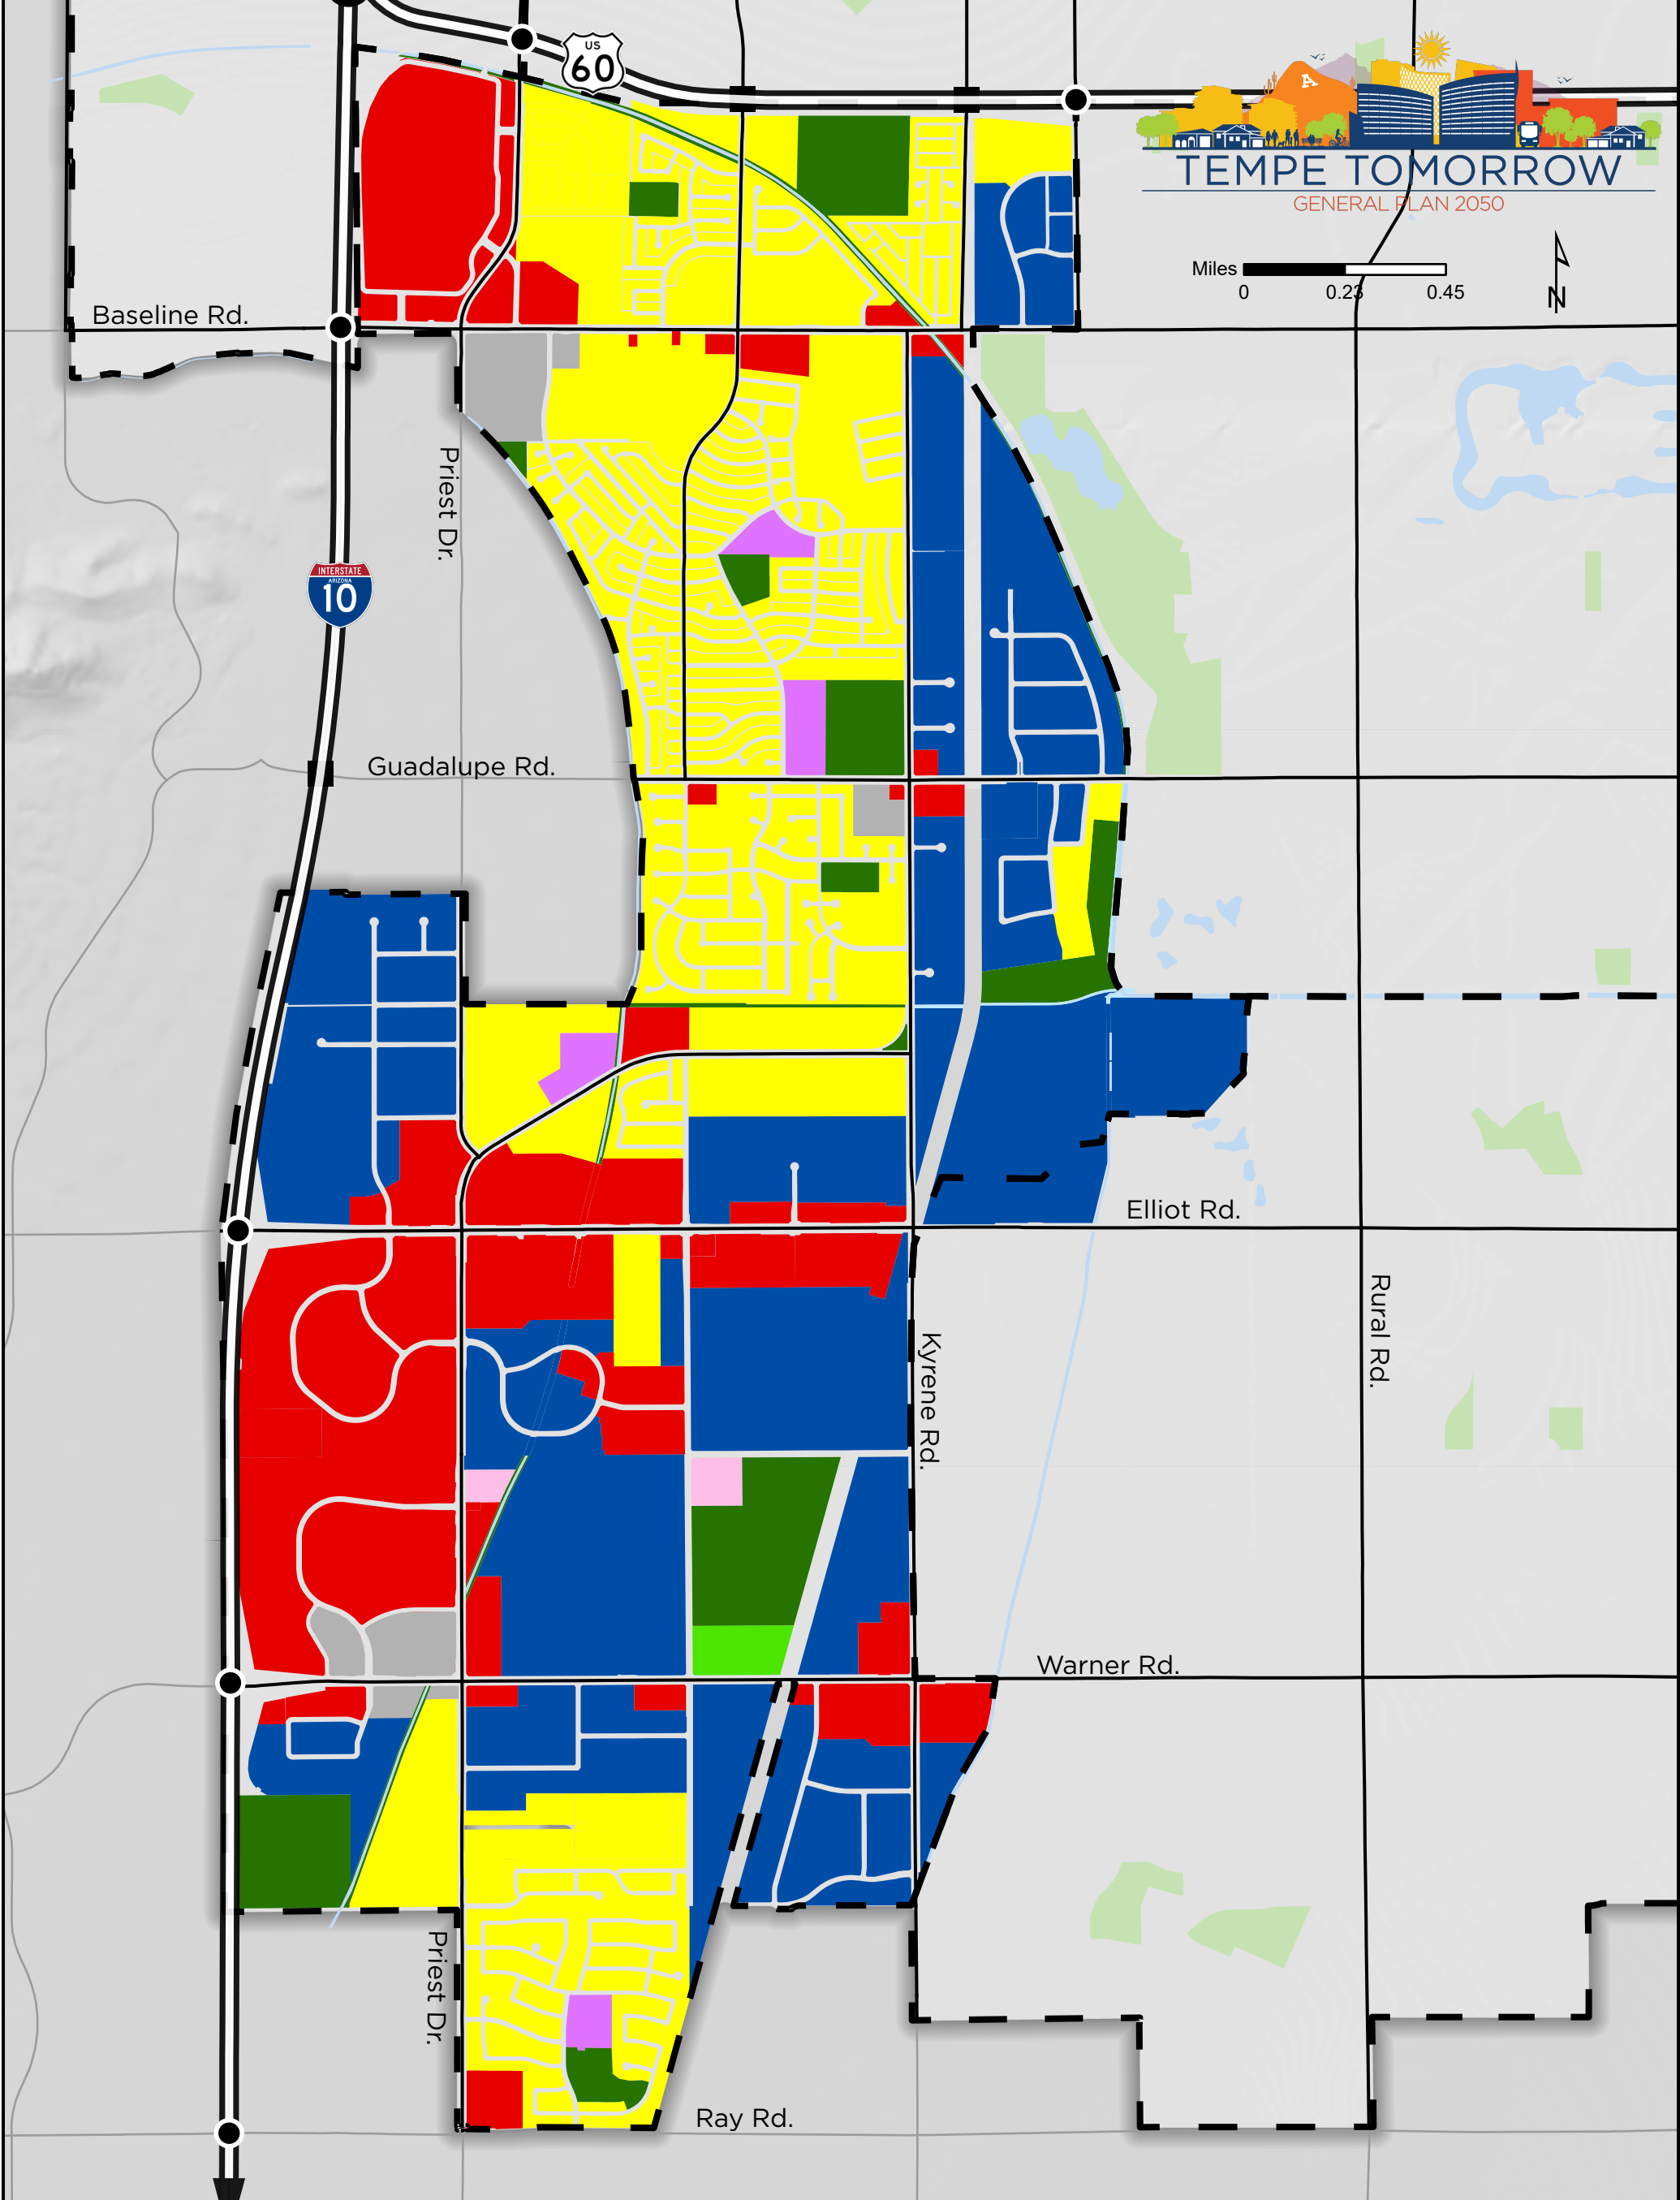 US
60
A
TEMPE TOMORROW
GENERAL PLAN 2050
Miles
0
0.23
0.45
N
Baseline Rd.
Priest Dr.
INTERSTATE
ARIZONA
10
Guadalupe Rd.
Elliot Rd.
Rural Rd.
Kyrene Rd.
Warner Rd.
Priest Dr.
Ray Rd.